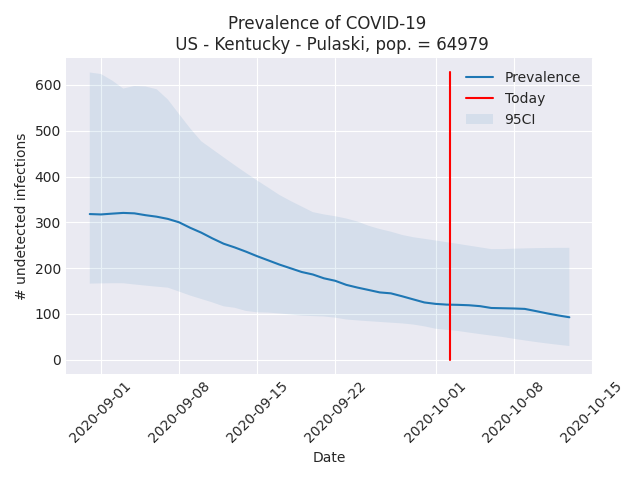 Prevalence of COVID-19
US - Kentucky - Pulaski, pop. = 64979
Prevalence
Today
95CI
600
500
400
300
200
100
0
# undetected infections
2020-09-01
2020-09-08
2020-09-15
2020-09-22
2020-10-01
2020-10-08
2020-10-15
Date